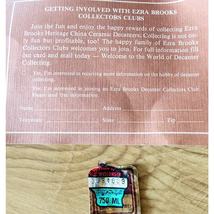 GETTING INVOLVED WITH EZRA BROOKS
COLLECTORS CLUBS
Join the fun and enjoy the happy rewards of collecting Ezra
Brooks Heritage China Ceramic Decanters; Collecting is not
only fun but profitable, too! The happy family of Ezra Brooks
Collectors Clubs welcomes you to join. For full information fill
out card and mail today — Welcome to the World of Decanter
Collecting.
Yes, I'm interested in receiving more information on the hobby of decanter
collecting.
Yes, I'm interested in joining an Ezra Brooks Decanter Collectors Club.
Please send free information.
Name Address
Telephone State Zip
750 ML